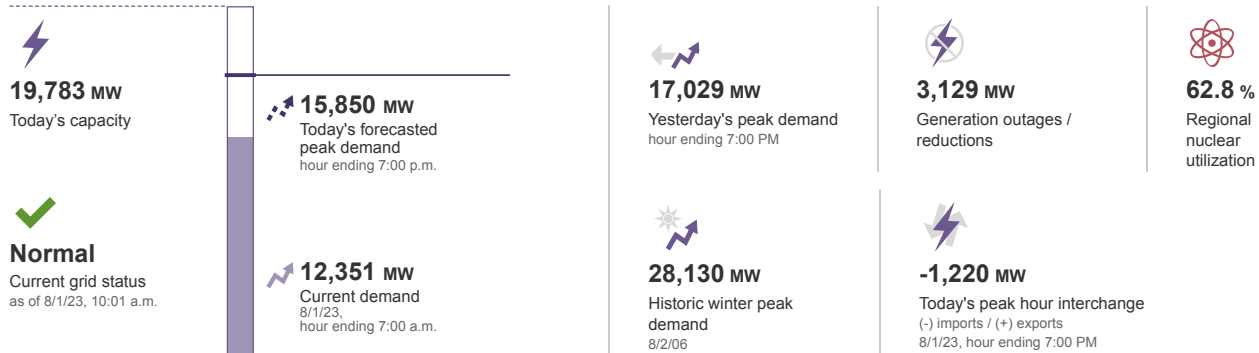 19,783 MW
Today's capacity
Normal
Current grid status
as of 8/1/23, 10:01 a.m.
15,850 MW
Today's forecasted
peak demand
hour ending 7:00 p.m.
12,351 MW
Current demand
8/1/23,
hour ending 7:00 a.m.
17,029 MW
Yesterday's peak demand
hour ending 7:00 PM
3,129 MW
Generation outages /
reductions
62.8 %
Regional
nuclear
utilization
28,130 MW
Historic winter peak
demand
8/2/06
-1,220 MW
Today's peak hour interchange
(-) imports / (+) exports
8/1/23, hour ending 7:00 PM